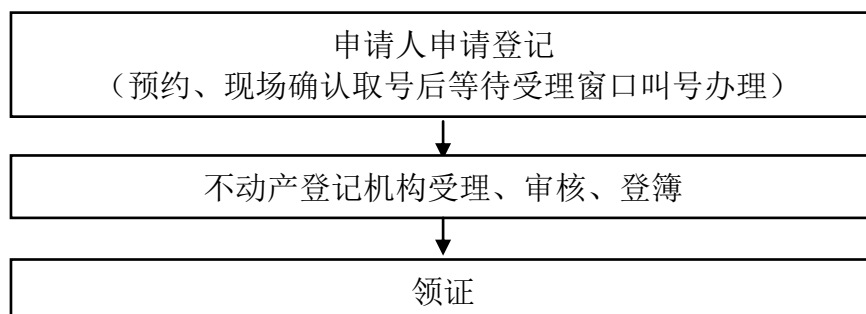 申请人申请登记
（预约、现场确认取号后等待受理窗口叫号办理）
不动产登记机构受理、审核、登簿
领证